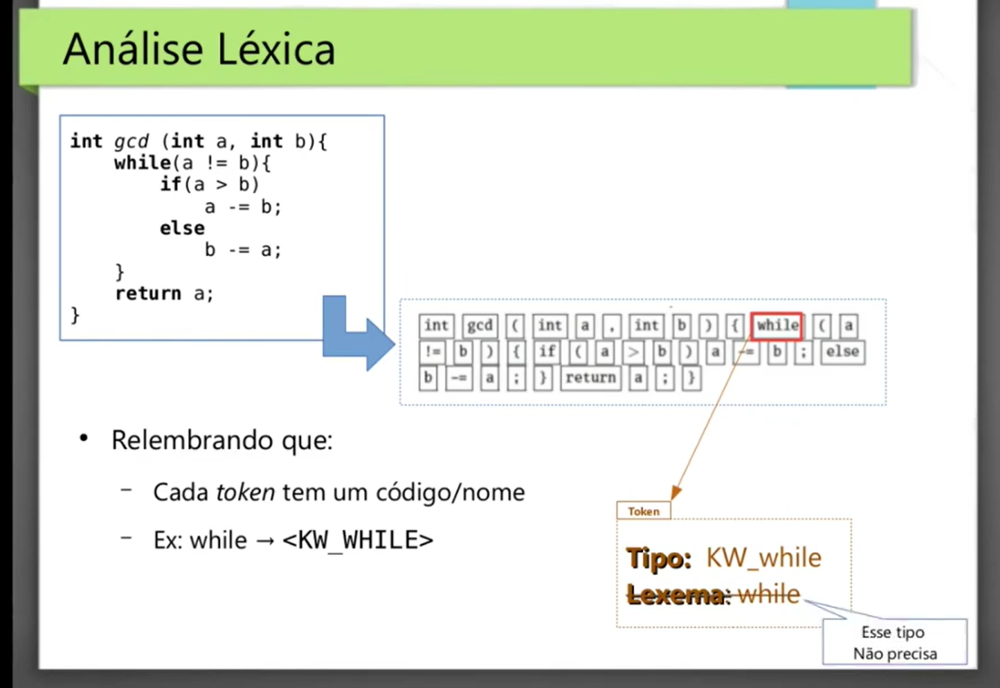 Análise Léxica
int gcd (int a, int b){
while(a != b){
if(a > b)
a -= b;
else
b -= a;
}
return a;
}
int gcd ( int a , int b ) { while ( a
!= b ) { if ( a > b ) a -= b ; else
b -= a ; } return a ; }
• Relembrando que:
– Cada token tem um código/nome
– Ex: while → <KW_WHILE>
Token
Tipo: KW_while
Lexema: while
Esse tipo
Não precisa